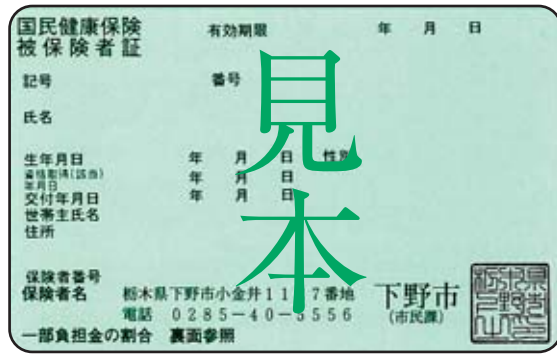 国民健康保険 有効期限 年 月 日
被保険者証
記号 番号
氏名
生年月日 年 月 日 性別
資格取得(該当) 年 月 日
年月日
交付年月日 年 月 日
世帯主氏名
住所
見本
保険者番号
保険者名 栃木県下野市小金井11 7番地 下野市
電話 0285-40-5556 (市民課)
一部負担金の割合 裏面参照